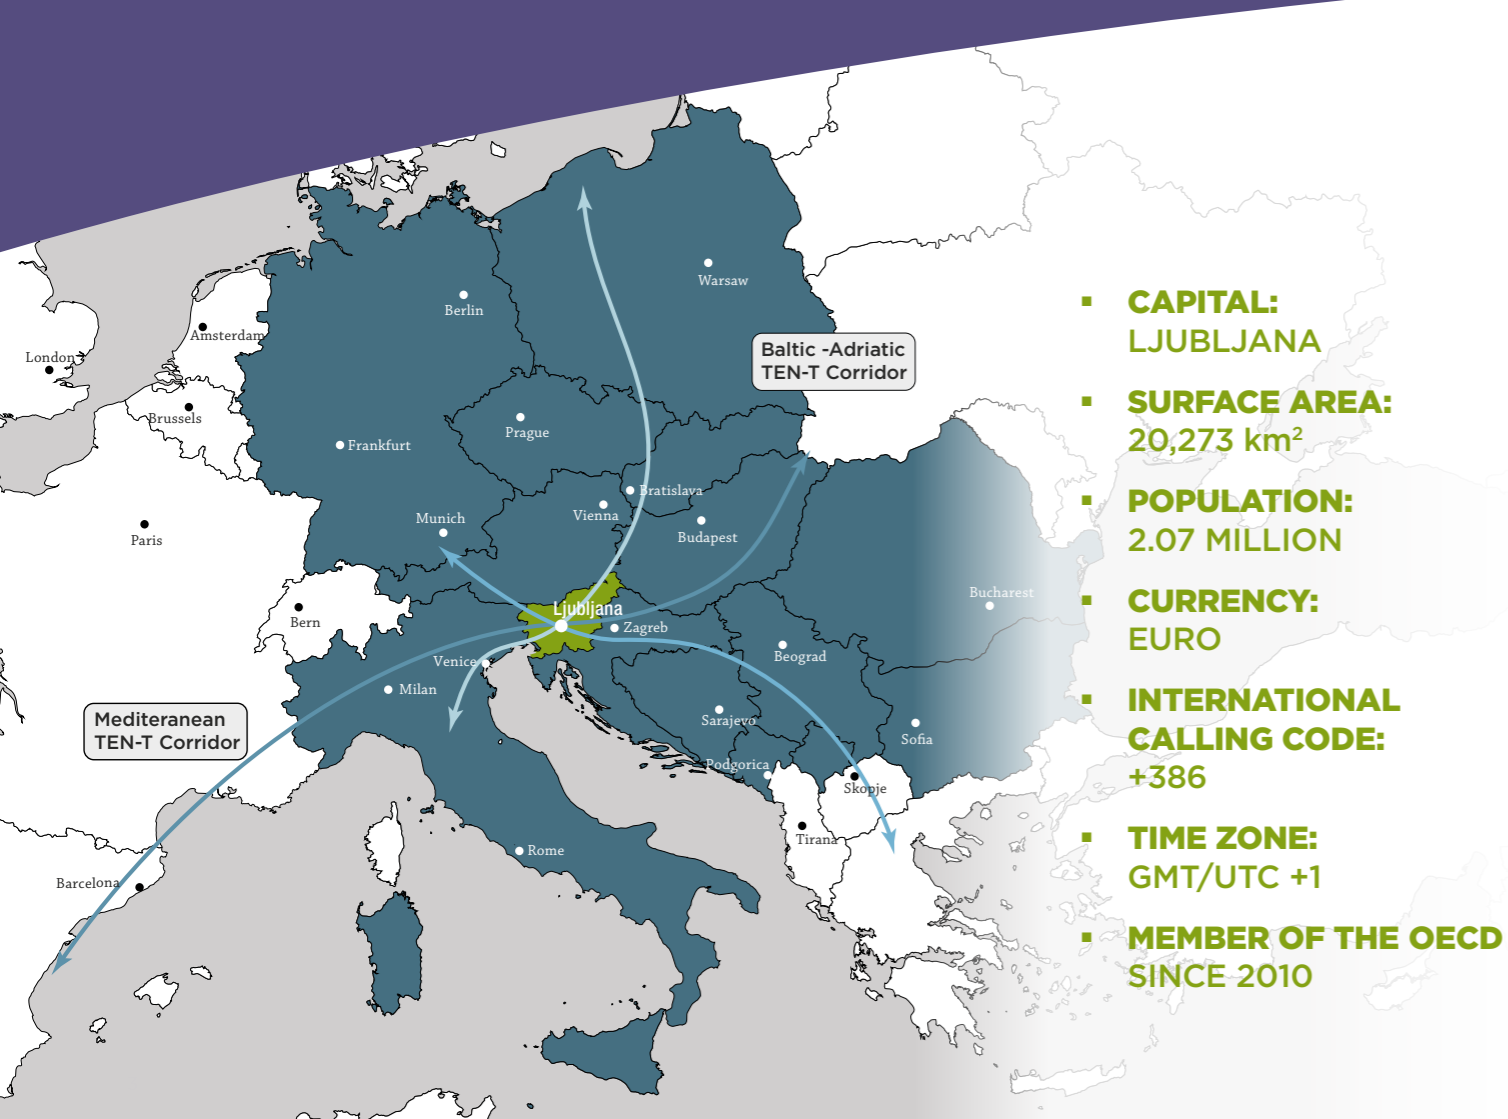 Warsaw
Berlin
Amsterdam
London
Baltic -Adriatic
TEN-T Corridor
Brussels
Prague
Frankfurt
Bratislava
Vienna
Munich
Budapest
Paris
Bucharest
Ljubljana
Bern
Zagreb
Venice
Beograd
Milan
Mediteranean
TEN-T Corridor
Sarajevo
Sofia
Podgorica
Skopje
Tirana
Rome
Barcelona
▪ CAPITAL:
LJUBLJANA
▪ SURFACE AREA:
20,273 km²
▪ POPULATION:
2.07 MILLION
▪ CURRENCY:
EURO
▪ INTERNATIONAL
CALLING CODE:
+386
▪ TIME ZONE:
GMT/UTC +1
▪ MEMBER OF THE OECD
SINCE 2010